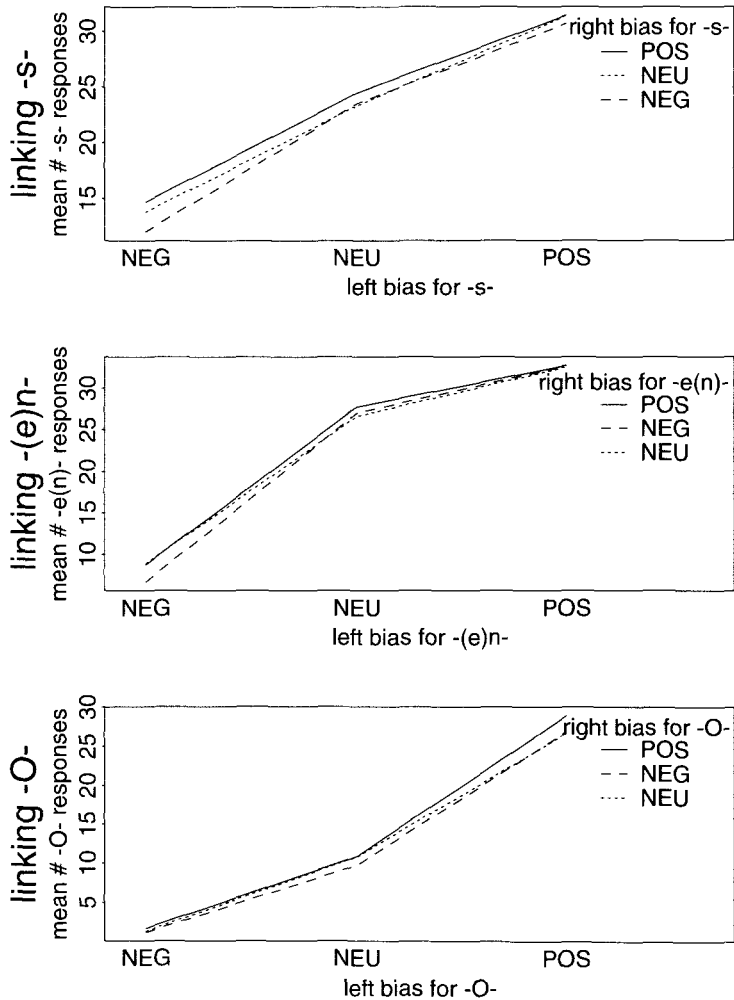 linking -s-
mean # -s- responses
15 20 25 30
right bias for -s-
POS
NEU
NEG
NEG NEU POS
left bias for -s-
linking -(e)n-
mean # -e(n)- responses
10 15 20 25 30
right bias for -e(n)-
POS
NEG
NEU
NEG NEU POS
left bias for -(e)n-
linking -O-
mean # -O- responses
5 10 15 20 25 30
right bias for -O-
POS
NEG
NEU
NEG NEU POS
left bias for -O-